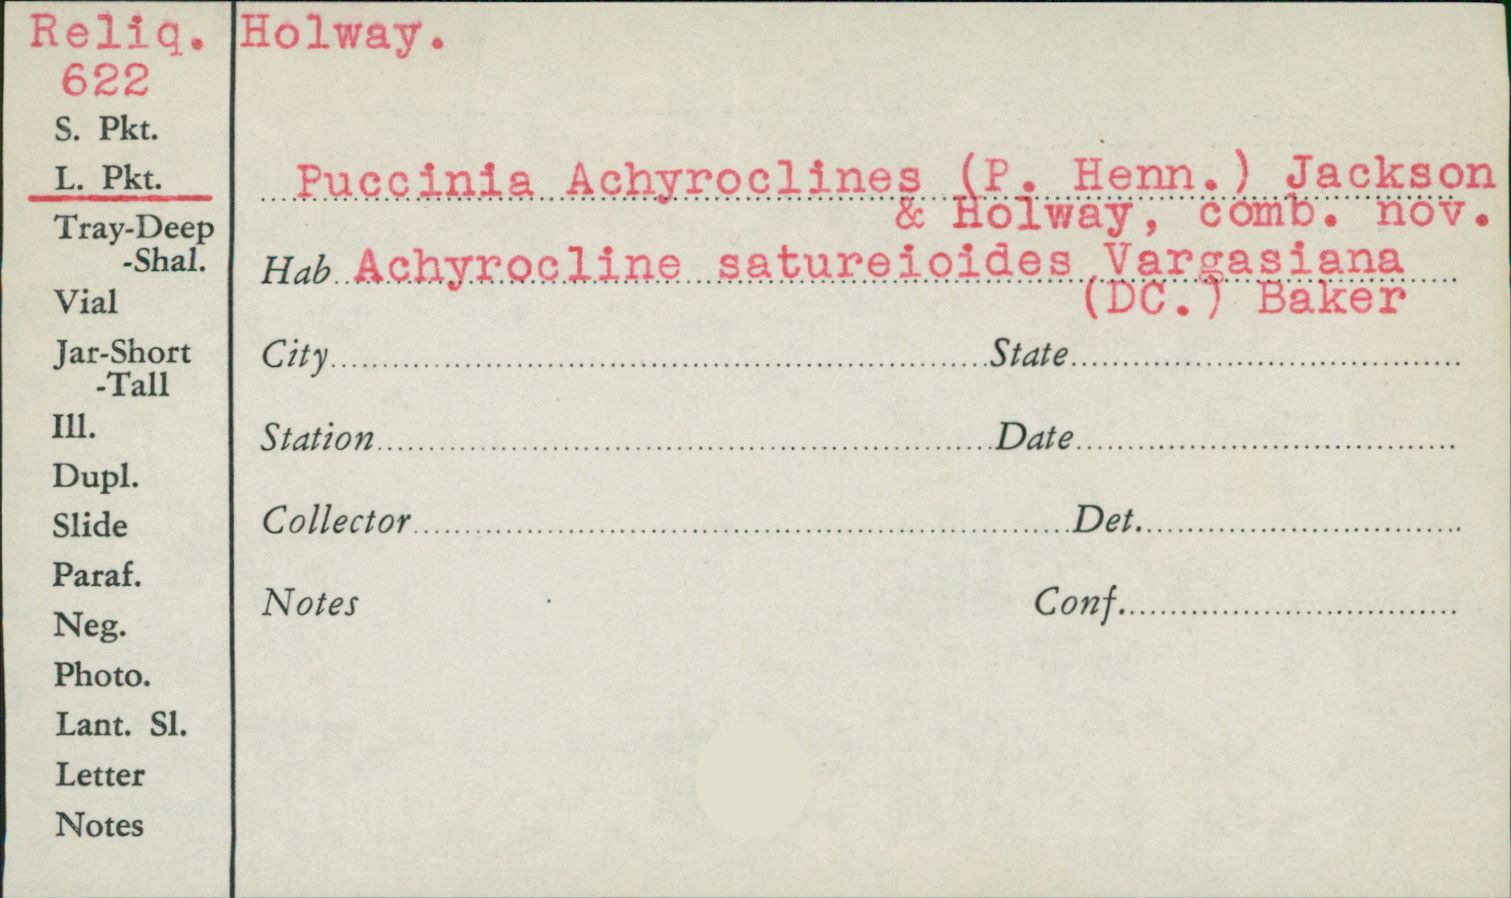 Reliq. Holway.
622
S. Pkt.
L. Pkt.
Puccinia Achyroclines (P. Henn.) Jackson
& Holway, comb. nov.
Tray-Deep
-Shal.
Hab Achyrocline satureioides Vargasiana
(DC.) Baker
Vial
Jar-Short
-Tall
City State
Ill.
Station Date
Dupl.
Slide
Collector Det.
Paraf.
Notes Conf.
Neg.
Photo.
Lant. Sl.
Letter
Notes